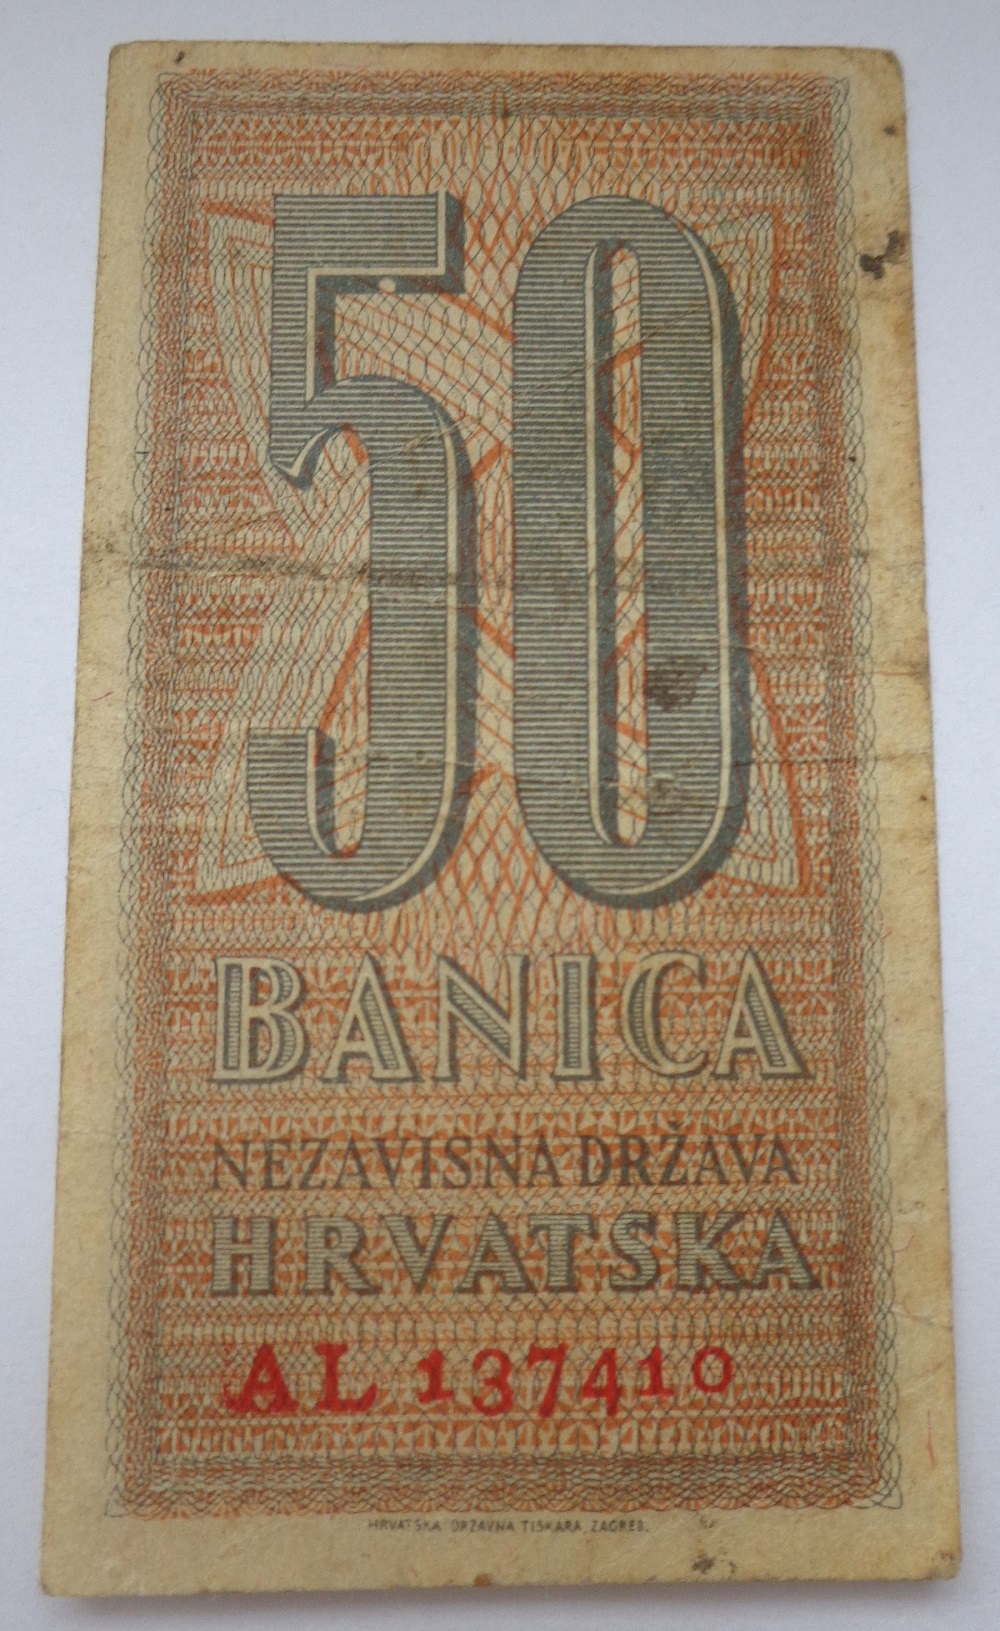 50
BANICA
NEZAVISNA DRŽAVA
HRVATSKA
AL 137410
HRVATSKA DRŽAVNA TISKARA, ZAGREB.